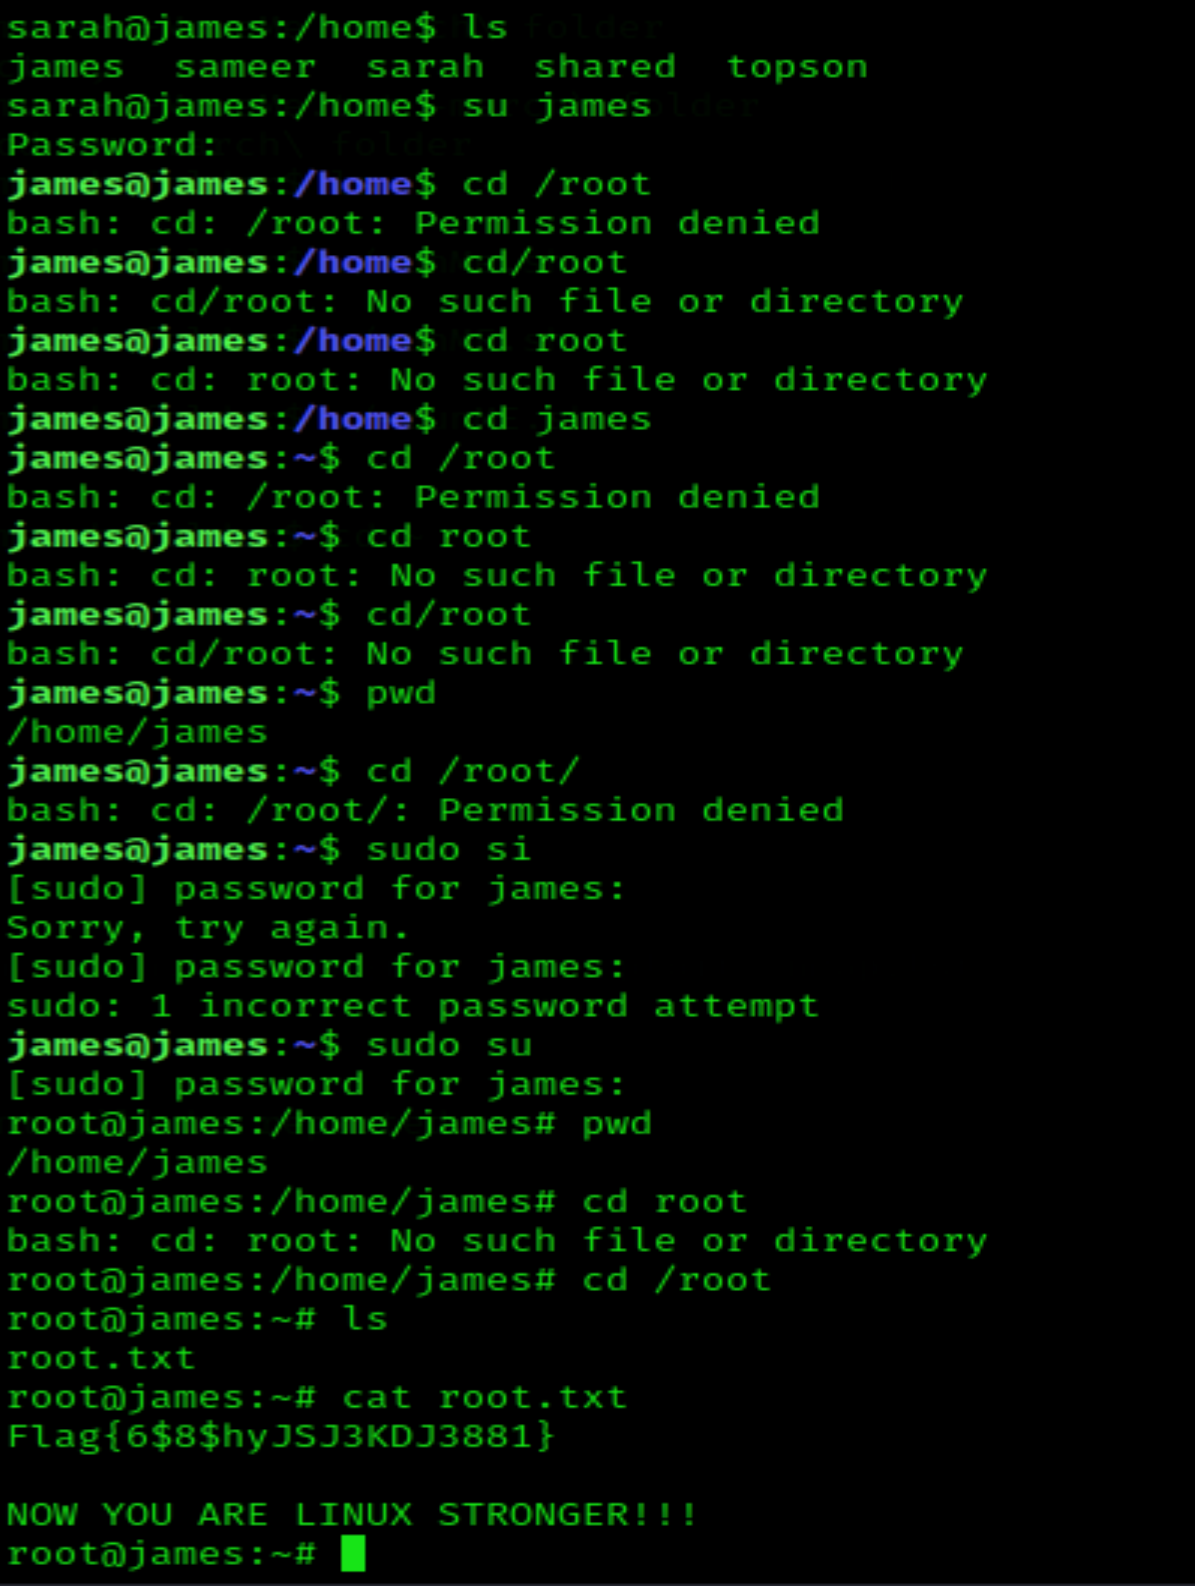 sarah@james:/home$ ls
james  sameer  sarah  shared  topson
sarah@james:/home$ su james
Password:
james@james:/home$ cd /root
bash: cd: /root: Permission denied
james@james:/home$ cd/root
bash: cd/root: No such file or directory
james@james:/home$ cd root
bash: cd: root: No such file or directory
james@james:/home$ cd james
james@james:~$ cd /root
bash: cd: /root: Permission denied
james@james:~$ cd root
bash: cd: root: No such file or directory
james@james:~$ cd/root
bash: cd/root: No such file or directory
james@james:~$ pwd
/home/james
james@james:~$ cd /root/
bash: cd: /root/: Permission denied
james@james:~$ sudo si
[sudo] password for james:
Sorry, try again.
[sudo] password for james:
sudo: 1 incorrect password attempt
james@james:~$ sudo su
[sudo] password for james:
root@james:/home/james# pwd
/home/james
root@james:/home/james# cd root
bash: cd: root: No such file or directory
root@james:/home/james# cd /root
root@james:~# ls
root.txt
root@james:~# cat root.txt
Flag{6$8$hyJSJ3KDJ3881}
NOW YOU ARE LINUX STRONGER!!!
root@james:~#